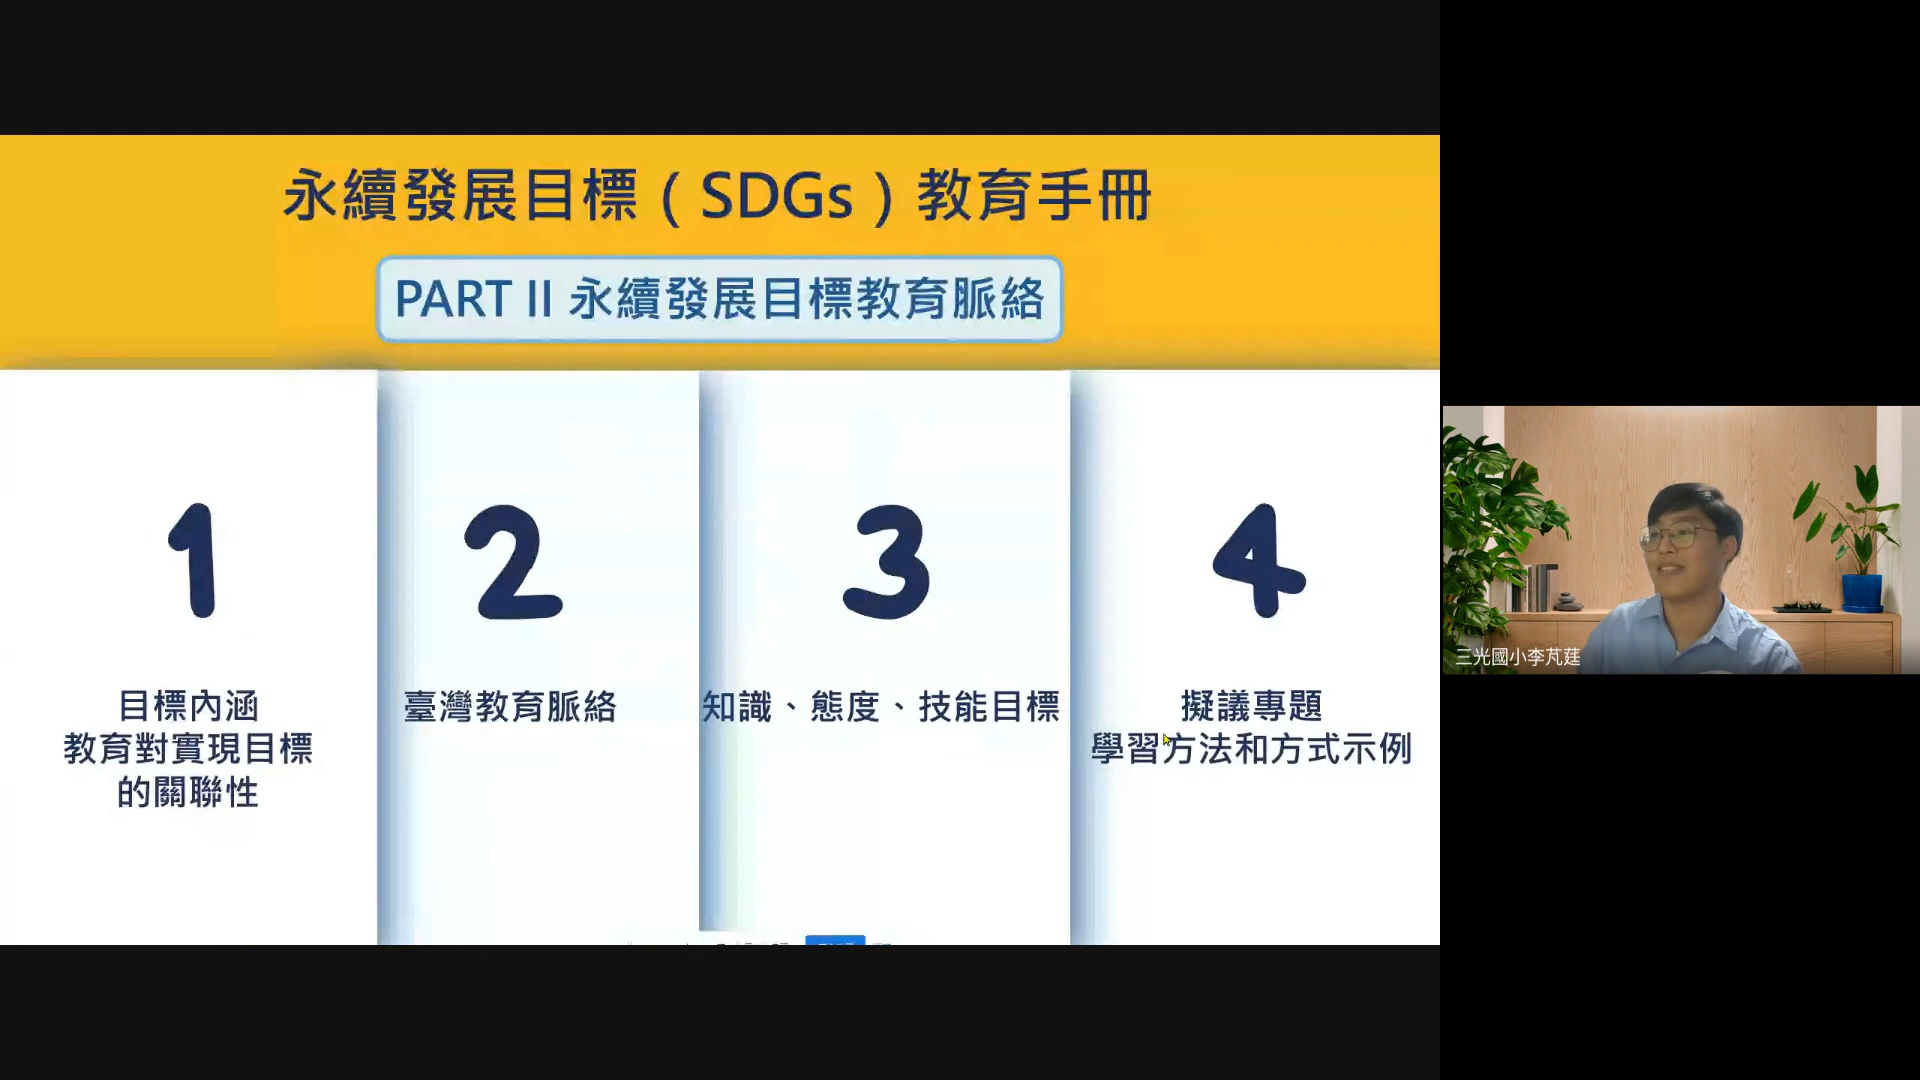 永續發展目標（SDGs）教育手冊
PART II 永續發展目標教育脈絡
1
目標內涵
教育對實現目標
的關聯性
2
臺灣教育脈絡
3
知識、態度、技能目標
4
擬議專題
學習方法和方式示例
三光國小李芃莛